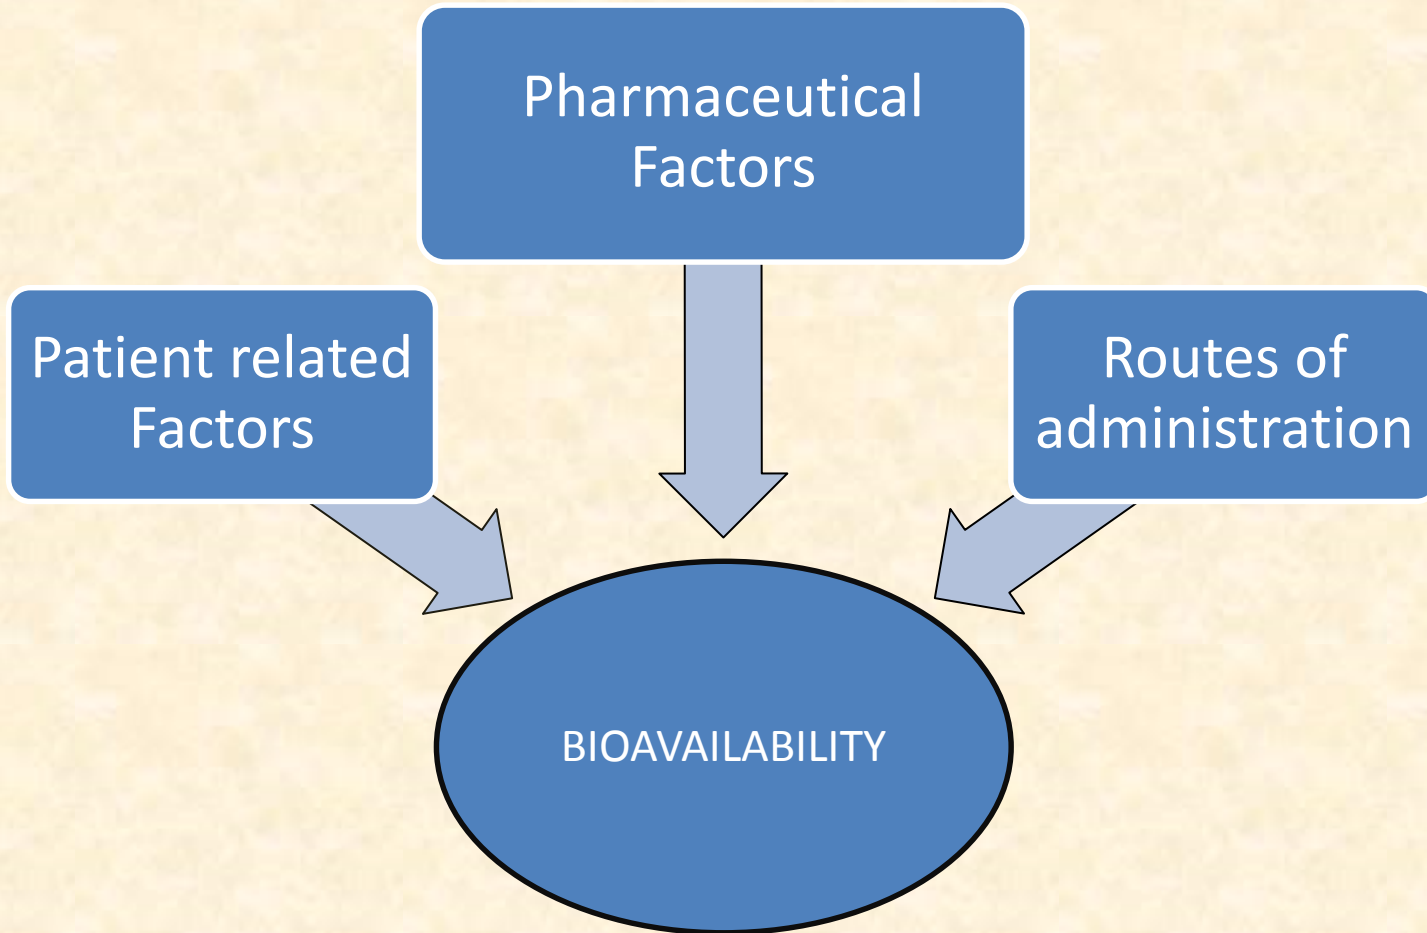 Pharmaceutical
Factors
Patient related
Factors
Routes of
administration
BIOAVAILABILITY